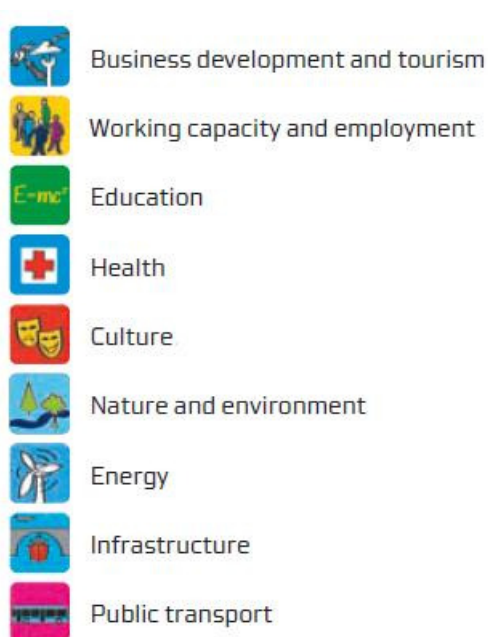 Business development and tourism
Working capacity and employment
E=mc²
Education
Health
Culture
Nature and environment
Energy
Infrastructure
Public transport